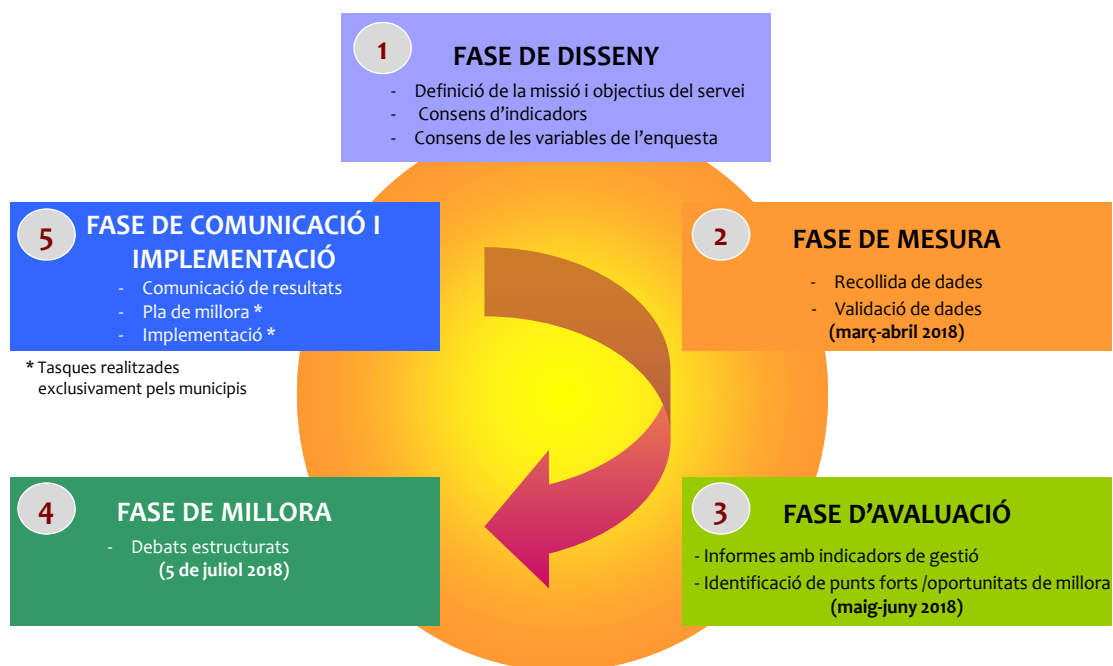 1
FASE DE DISSENY
- Definició de la missió i objectius del servei
- Consens d'indicadors
- Consens de les variables de l'enquesta
2
FASE DE MESURA
- Recollida de dades
- Validació de dades
(març-abril 2018)
3
FASE D'AVALUACIÓ
- Informes amb indicadors de gestió
- Identificació de punts forts /oportunitats de millora
(maig-juny 2018)
4
FASE DE MILLORA
- Debats estructurats
(5 de juliol 2018)
5
FASE DE COMUNICACIÓ I
IMPLEMENTACIÓ
- Comunicació de resultats
- Pla de millora *
- Implementació *
* Tasques realitzades
exclusivament pels municipis